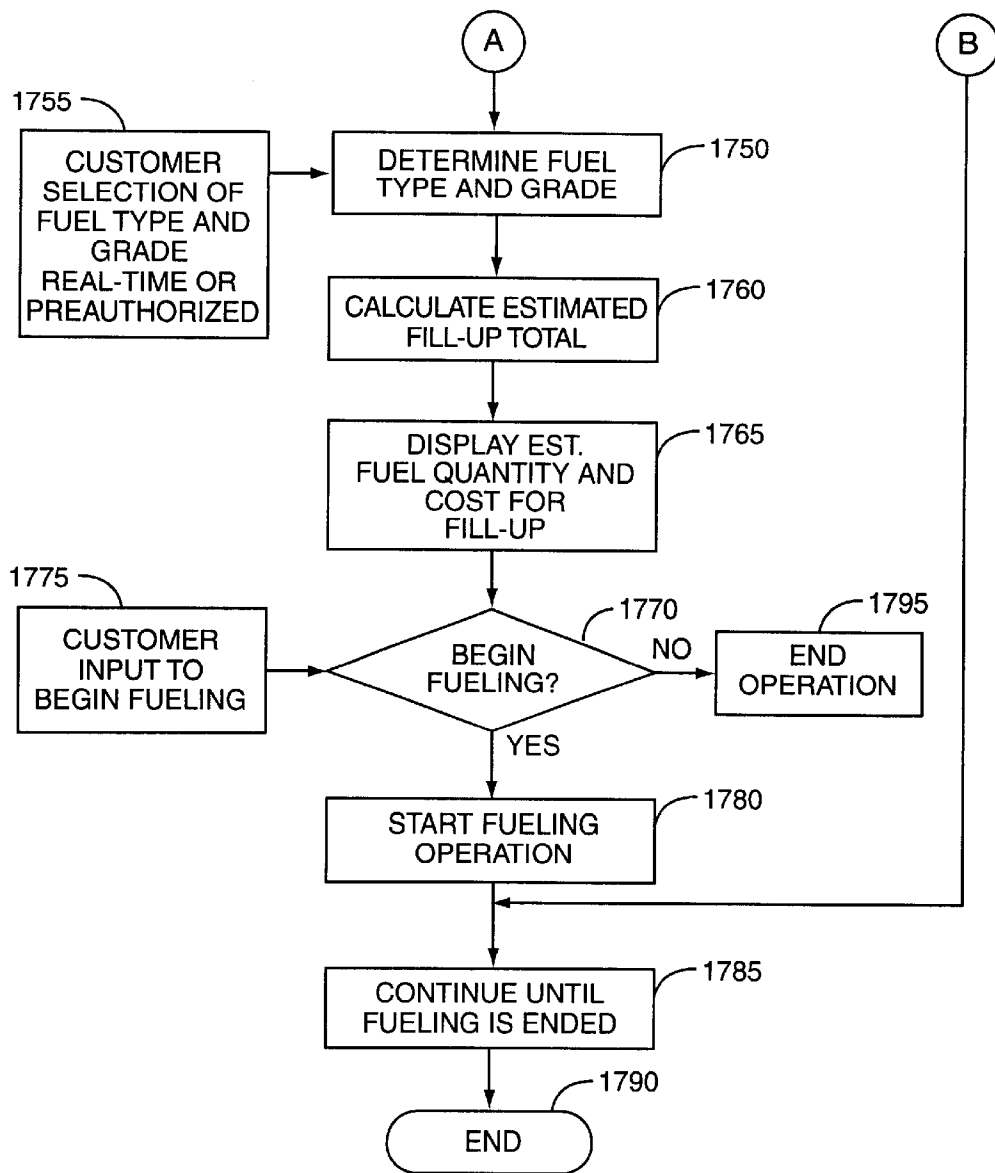 A
B
1755
CUSTOMER
SELECTION OF
FUEL TYPE AND
GRADE
REAL-TIME OR
PREAUTHORIZED
1750
DETERMINE FUEL
TYPE AND GRADE
1760
CALCULATE ESTIMATED
FILL-UP TOTAL
1765
DISPLAY EST.
FUEL QUANTITY AND
COST FOR
FILL-UP
1775
CUSTOMER
INPUT TO
BEGIN FUELING
1770
BEGIN
FUELING?
NO
1795
END
OPERATION
YES
1780
START FUELING
OPERATION
1785
CONTINUE UNTIL
FUELING IS ENDED
1790
END